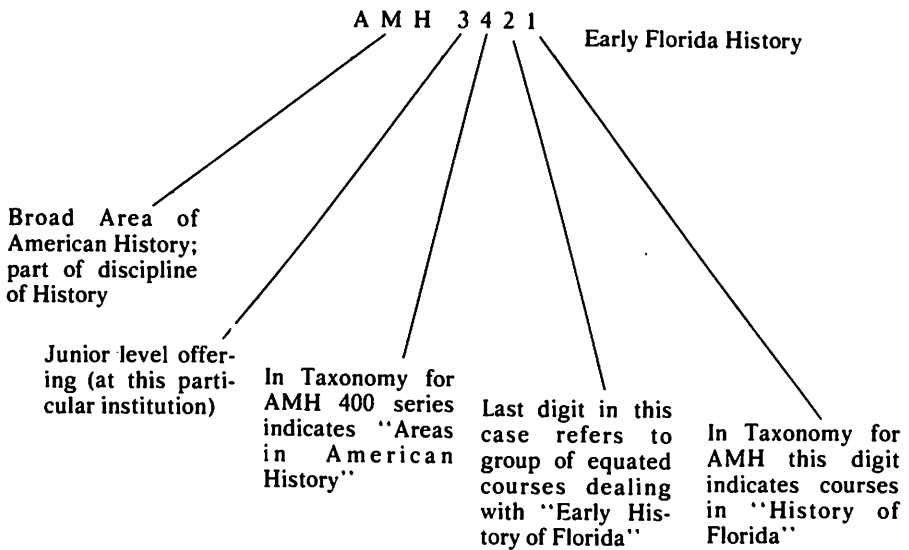 A M H 3 4 2 1
Early Florida History
Broad Area of
American History;
part of discipline
of History
Junior level offer-
ing (at this parti-
cular institution)
In Taxonomy for
AMH 400 series
indicates ‘‘Areas
in American
History’’
Last digit in this
case refers to
group of equated
courses dealing
with ‘‘Early His-
tory of Florida’’
In Taxonomy for
AMH this digit
indicates courses
in ‘‘History of
Florida’’